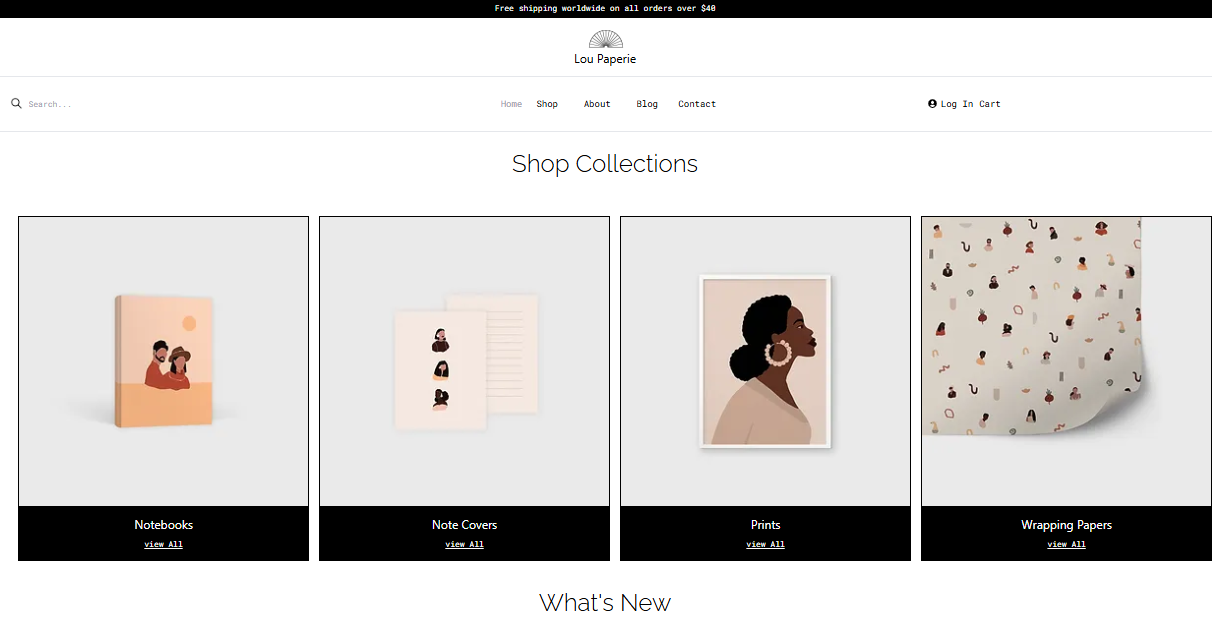 Free shipping worldwide on all orders over $40
Lou Paperie
Search...
Home Shop About Blog Contact
Log In Cart
Shop Collections
Notebooks
view All
Note Covers
view All
Prints
view All
Wrapping Papers
view All
What's New